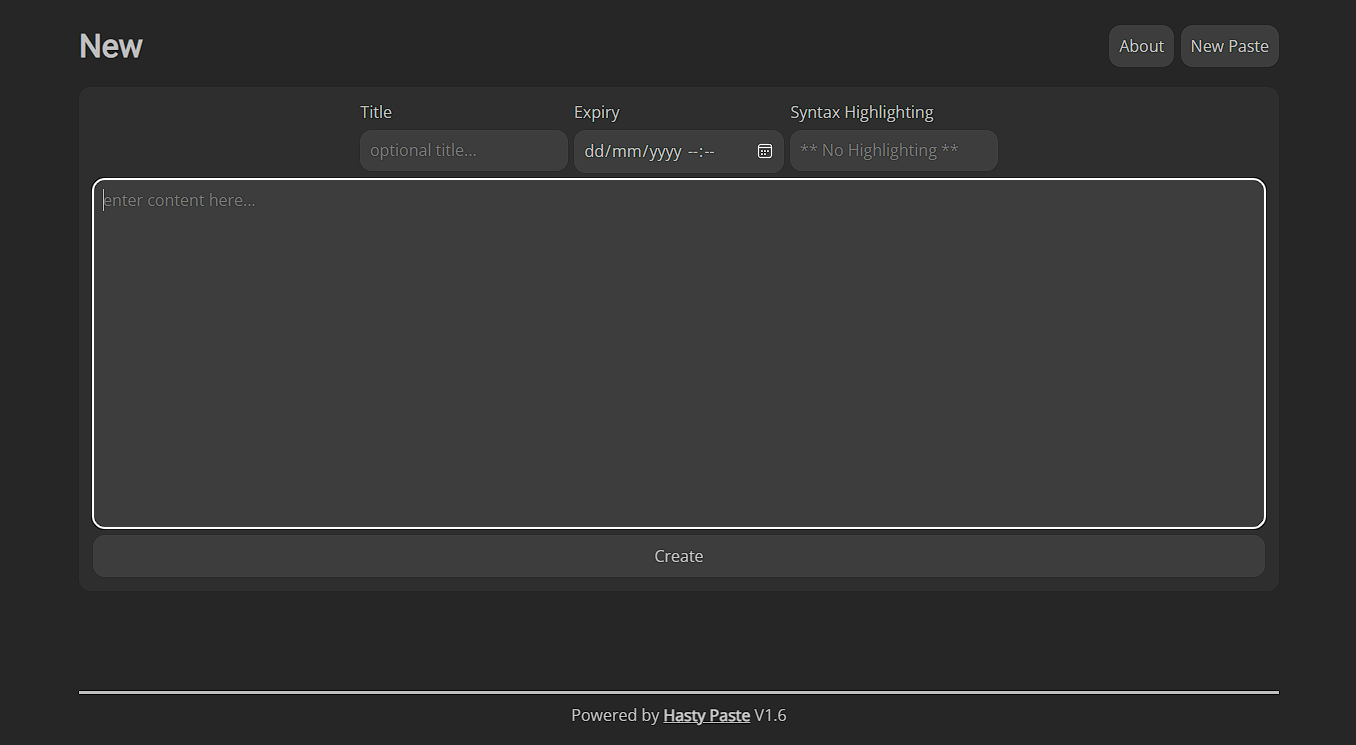 New
About
New Paste
Title
Expiry
Syntax Highlighting
optional title...
dd/mm/yyyy --:--
** No Highlighting **
enter content here...
Create
Powered by Hasty Paste V1.6